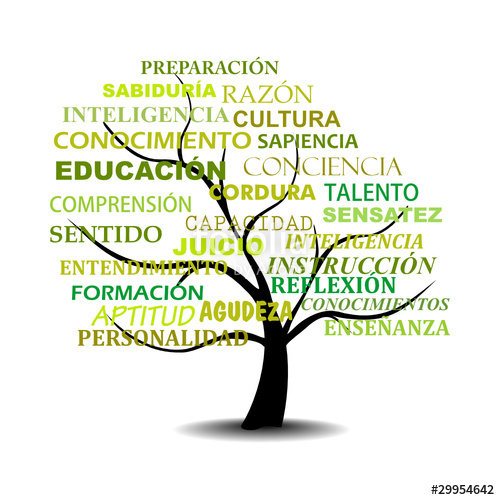 PREPARACIÓN
SABIDURÍA RAZÓN
INTELIGENCIA CULTURA
CONOCIMIENTO SAPIENCIA
EDUCACIÓN CONCIENCIA
CORDURA TALENTO
COMPRENSIÓN SENSATEZ
CAPACIDAD
SENTIDO JUICIO INTELIGENCIA
ENTENDIMIENTO INSTRUCCIÓN
FORMACIÓN REFLEXIÓN
APTITUD AGUDEZA CONOCIMIENTOS
PERSONALIDAD ENSEÑANZA
#29954642